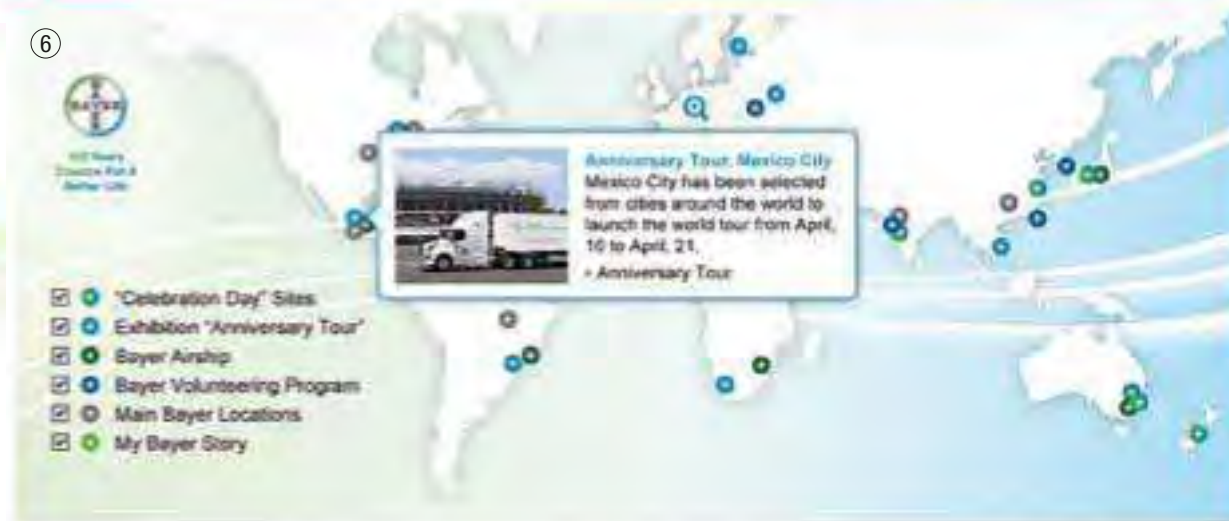 ⑥
BAYER
Anniversary Tour, Mexico City
Mexico City has been selected
from cities around the world to
launch the world tour from April,
16 to April, 21.
Anniversary Tour
"Celebration Day" Sites
Exhibition "Anniversary Tour"
Bayer Airship
Bayer Volunteering Program
Main Bayer Locations
My Bayer Story